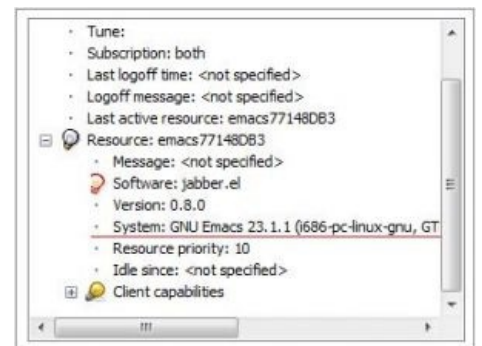 Tune:
Subscription: both
Last logoff time: <not specified>
Logoff message: <not specified>
Last active resource: emacs77148DB3
Resource: emacs77148DB3
Message: <not specified>
Software: jabber.el
Version: 0.8.0
System: GNU Emacs 23.1.1 (i686-pc-linux-gnu, GT
Resource priority: 10
Idle since: <not specified>
Client capabilities